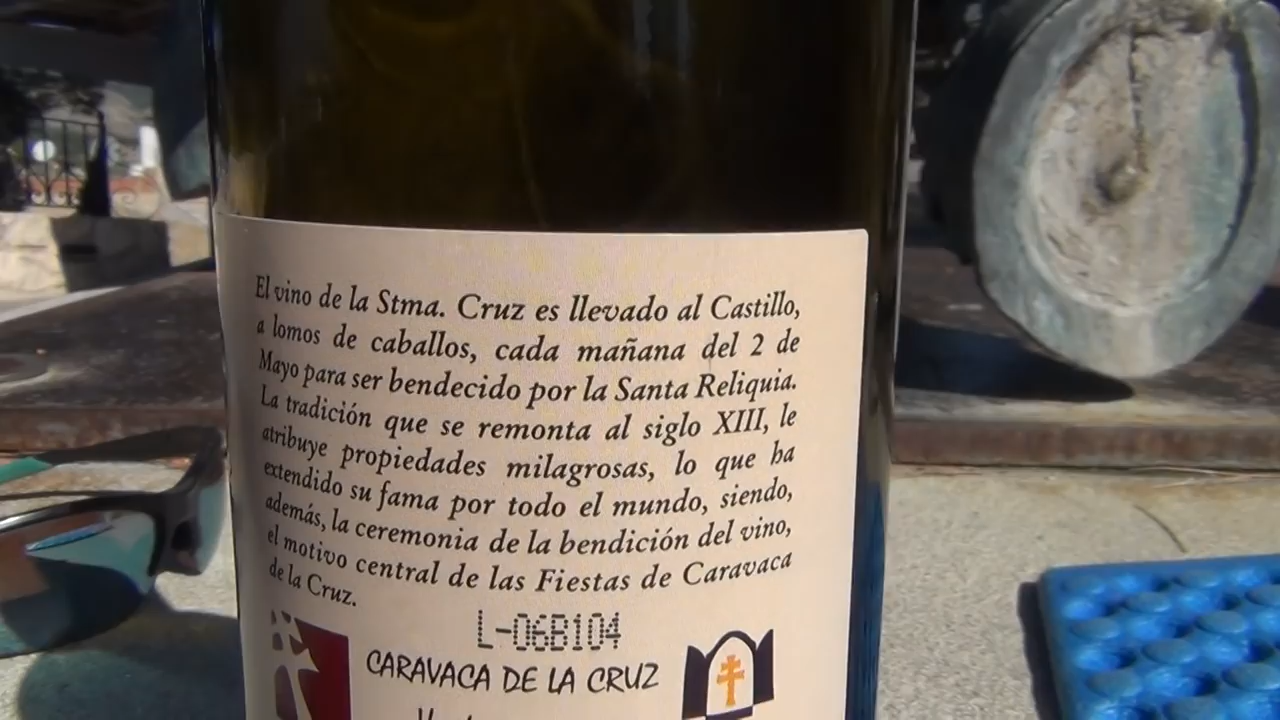 El vino de la Stma. Cruz es llevado al Castillo,
a lomos de caballos, cada mañana del 2 de
Mayo para ser bendecido por la Santa Reliquia.
La tradición que se remonta al siglo XIII, le
atribuye propiedades milagrosas, lo que ha
extendido su fama por todo el mundo, siendo,
además, la ceremonia de la bendición del vino,
el motivo central de las Fiestas de Caravaca
de la Cruz.
L-06B104
CARAVACA DE LA CRUZ